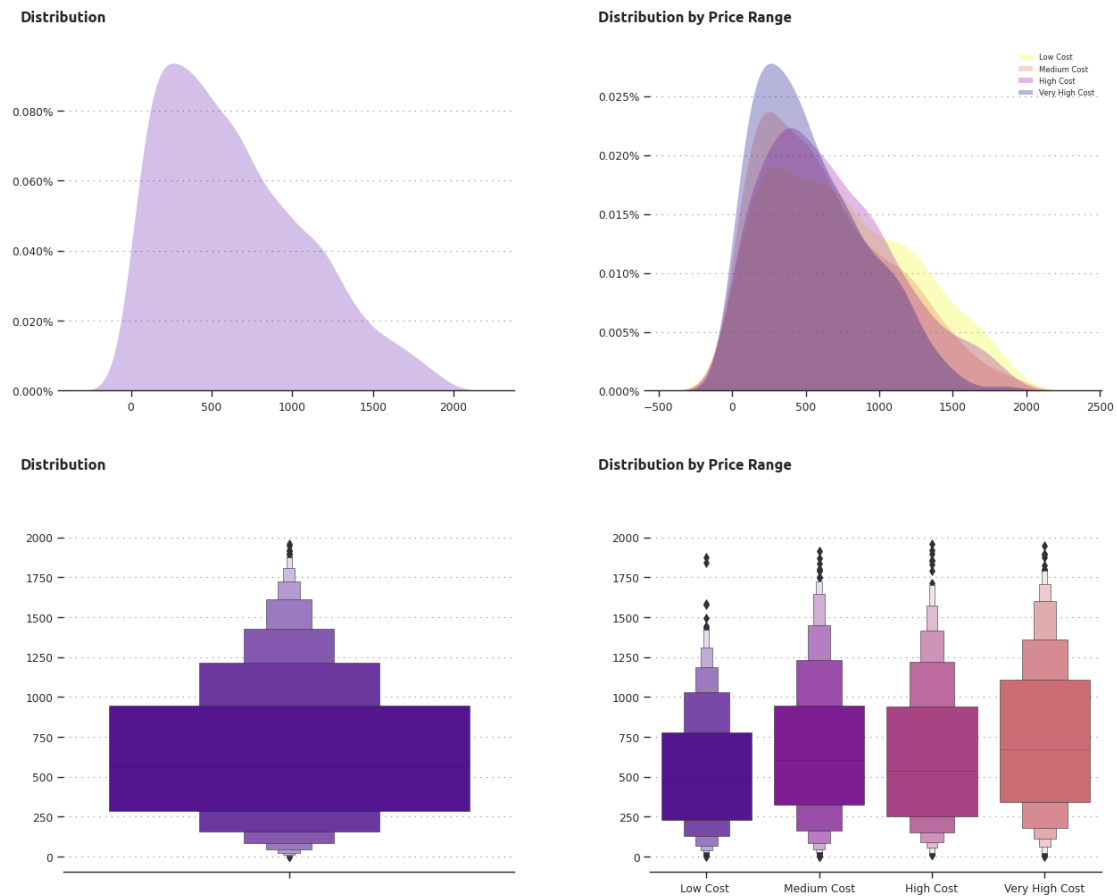 Distribution
0.080%
0.060%
0.040%
0.020%
0.000%
0 500 1000 1500 2000
Distribution by Price Range
Low Cost
Medium Cost
High Cost
Very High Cost
0.025%
0.020%
0.015%
0.010%
0.005%
0.000%
−500 0 500 1000 1500 2000 2500
Distribution
2000
1750
1500
1250
1000
750
500
250
0
Distribution by Price Range
2000
1750
1500
1250
1000
750
500
250
0
Low Cost Medium Cost High Cost Very High Cost